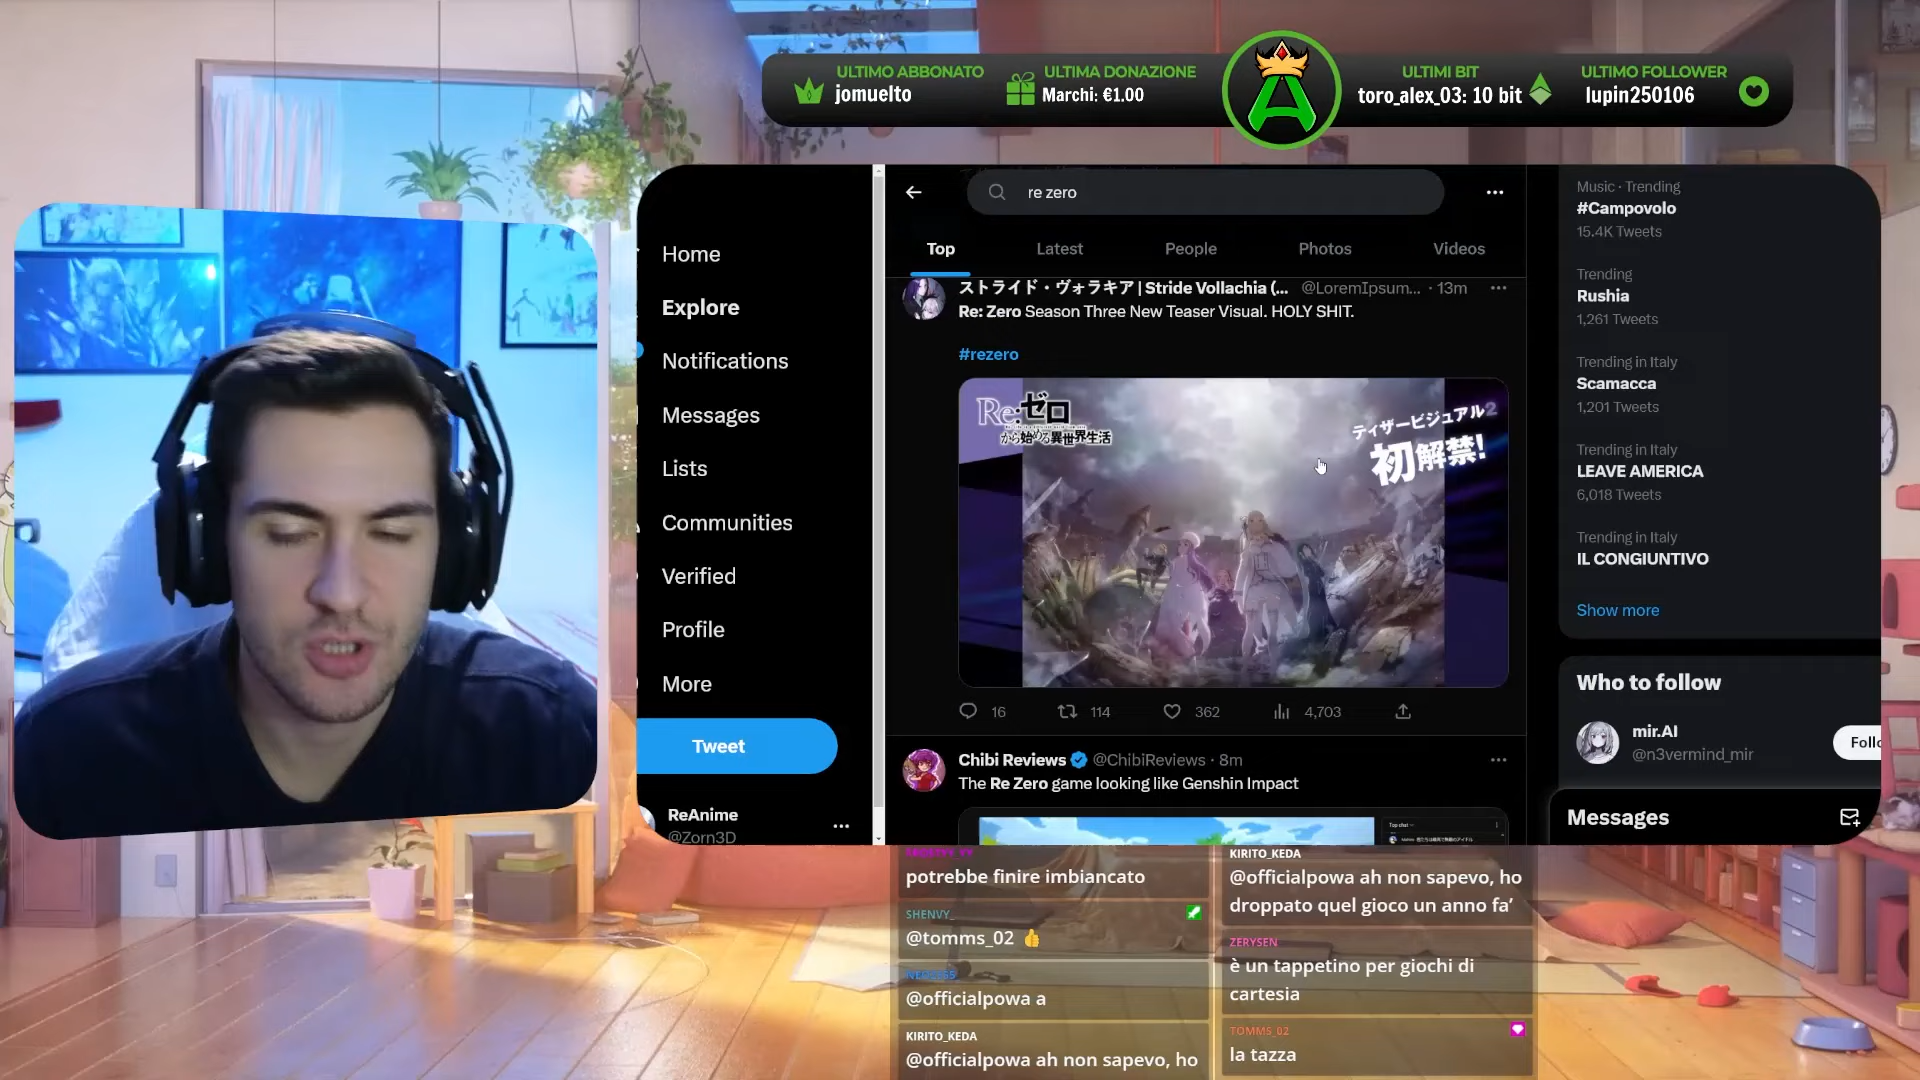 ULTIMO ABBONATO
jomuelto
ULTIMA DONAZIONE
Marchi: €1.00
A
ULTIMI BIT
toro_alex_03: 10 bit
ULTIMO FOLLOWER
lupin250106
Home
Explore
Notifications
Messages
Lists
Communities
Verified
Profile
More
Tweet
ReAnime
@Zorn3D
re zero
Top
Latest
People
Photos
Videos
ストライド・ヴォラキア | Stride Vollachia (... @LoremIpsum... · 13m
Re: Zero Season Three New Teaser Visual. HOLY SHIT.
#rezero
Re:ゼロ
から始める異世界生活
ティザービジュアル2
初解禁!
16
114
362
4,703
Chibi Reviews @ChibiReviews · 8m
The Re Zero game looking like Genshin Impact
Top chat
Music · Trending
#Campovolo
15.4K Tweets
Trending
Rushia
1,261 Tweets
Trending in Italy
Scamacca
1,201 Tweets
Trending in Italy
LEAVE AMERICA
6,018 Tweets
Trending in Italy
IL CONGIUNTIVO
Show more
Who to follow
mir.AI
@n3vermind_mir
Follo
Messages
potrebbe finire imbiancato
SHENVY_
@tomms_02 👍
@officialpowa a
KIRITO_KEDA
@officialpowa ah non sapevo, ho
KIRITO_KEDA
@officialpowa ah non sapevo, ho
droppato quel gioco un anno fa'
ZERYSEN
è un tappetino per giochi di
cartesia
TOMMS_02
la tazza